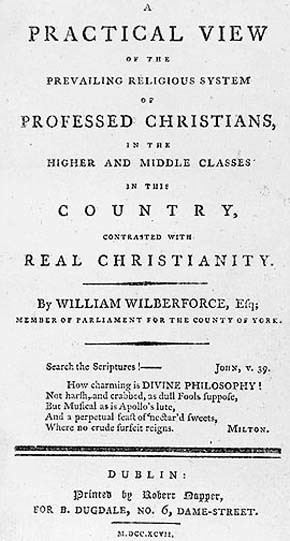 A
PRACTICAL VIEW
OF THE
PREVAILING RELIGIOUS SYSTEM
OF
PROFESSED CHRISTIANS,
IN THE
HIGHER AND MIDDLE CLASSES
IN THIS
COUNTRY,
CONTRASTED WITH
REAL CHRISTIANITY.
By WILLIAM WILBERFORCE, Esq;
MEMBER OF PARLIAMENT FOR THE COUNTY OF YORK.
Search the Scriptures!—— JOHN, v. 39.
How charming is DIVINE PHILOSOPHY!
Not harsh, and crabbed, as dull Fools suppose,
But Musical as is Apollo's lute,
And a perpetual feast of nectar'd sweets,
Where no crude surfeit reigns. MILTON.
DUBLIN:
Printed by Robert Dapper,
FOR B. DUGDALE, NO. 6, DAME-STREET.
M.DCC.XCVII.